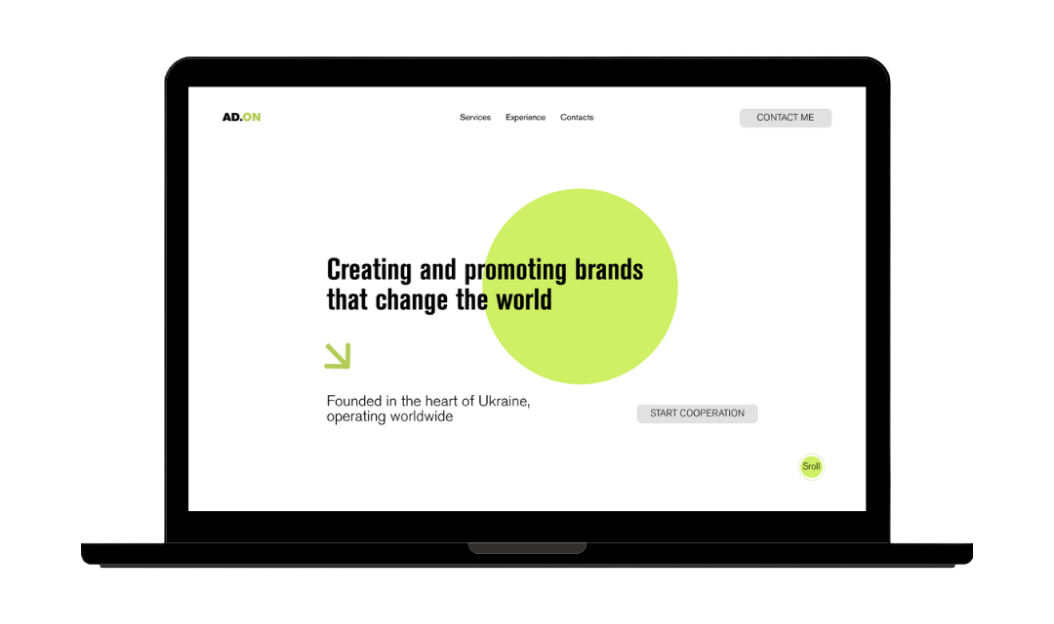 AD.ON
Services Experience Contacts
CONTACT ME
Creating and promoting brands
that change the world
Founded in the heart of Ukraine,
operating worldwide
START COOPERATION
Sroll